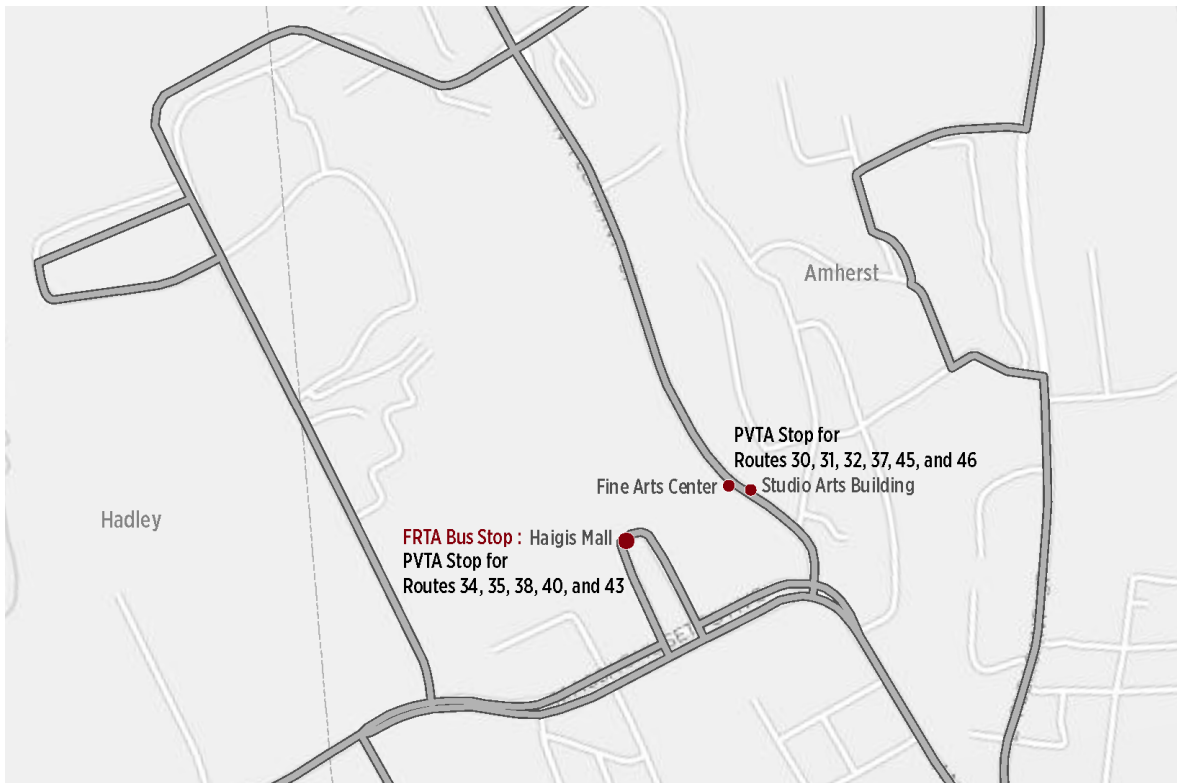 Amherst
PVTA Stop for
Routes 30, 31, 32, 37, 45, and 46
Fine Arts Center
Studio Arts Building
Hadley
FRTA Bus Stop : Haigis Mall
PVTA Stop for
Routes 34, 35, 38, 40, and 43